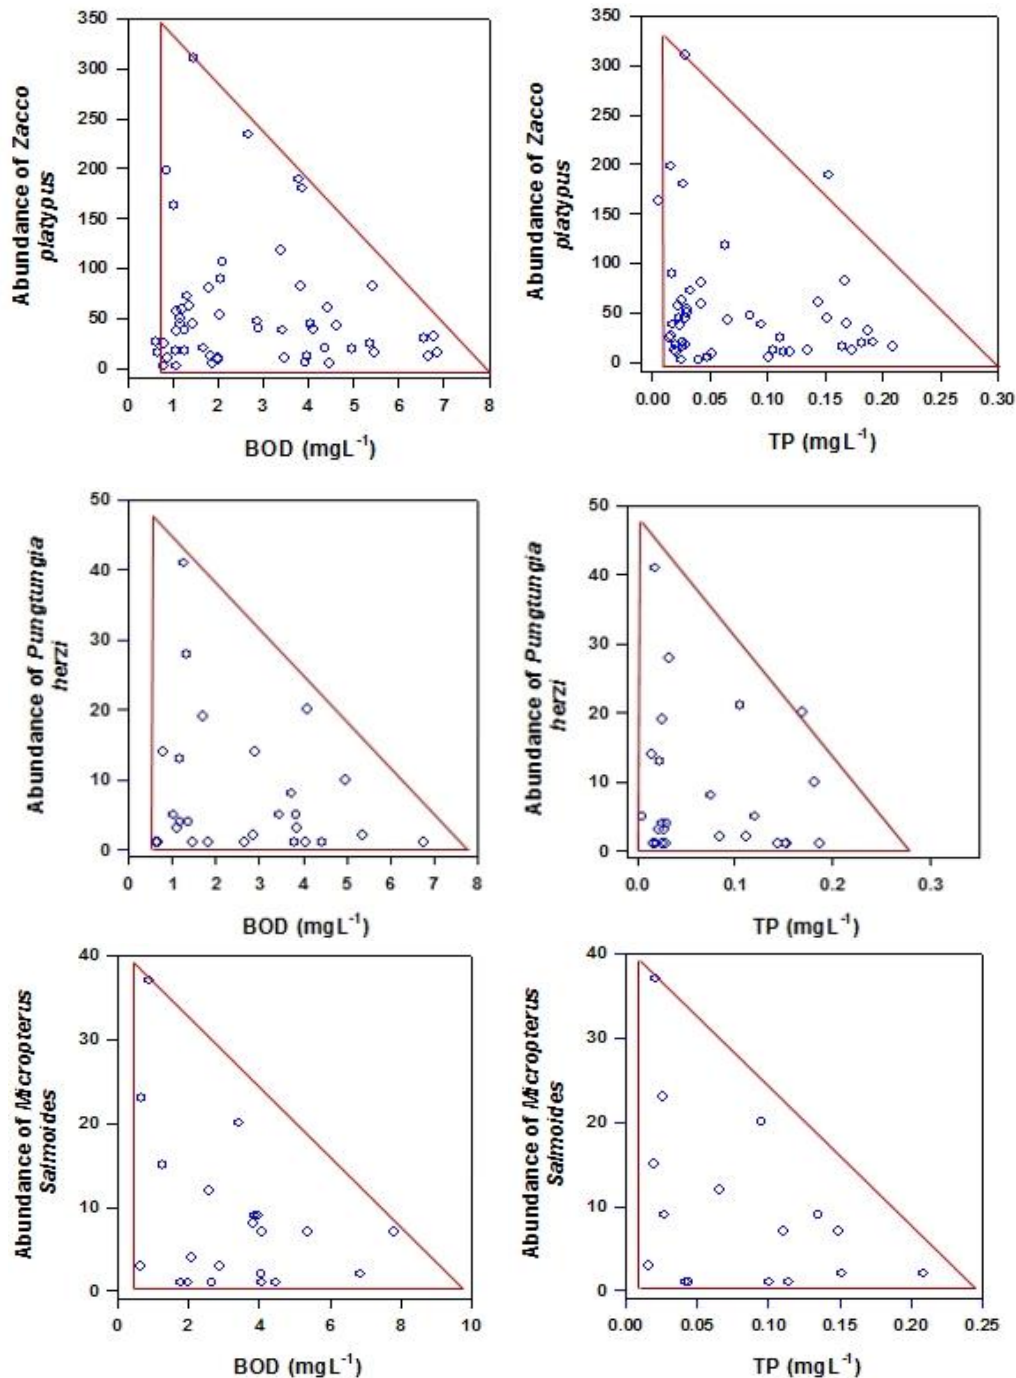 350
300
250
200
150
100
50
0
Abundance of Zacco
platypus
0 1 2 3 4 5 6 7 8
BOD (mgL-1)
350
300
250
200
150
100
50
0
Abundance of Zacco
platypus
0.00 0.05 0.10 0.15 0.20 0.25 0.30
TP (mgL-1)
50
40
30
20
10
0
Abundance of Pungtungia
herzi
0 1 2 3 4 5 6 7 8
BOD (mgL-1)
50
40
30
20
10
0
Abundance of Pungtungia
herzi
0.0 0.1 0.2 0.3
TP (mgL-1)
40
30
20
10
0
Abundance of Micropterus
Salmoides
0 2 4 6 8 10
BOD (mgL-1)
40
30
20
10
0
Abundance of Micropterus
Salmoides
0.00 0.05 0.10 0.15 0.20 0.25
TP (mgL-1)